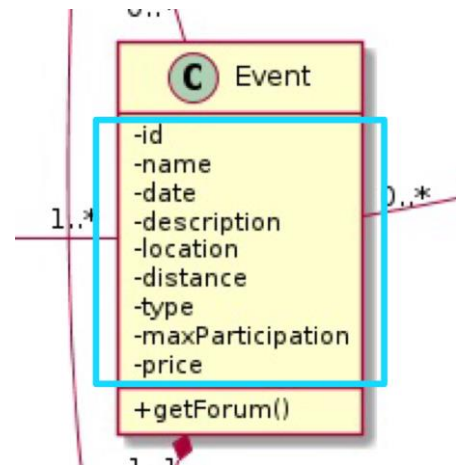 C Event
-id
-name
-date
0..*
1..*
-description
-location
-distance
-type
-maxParticipation
-price
+getForum()